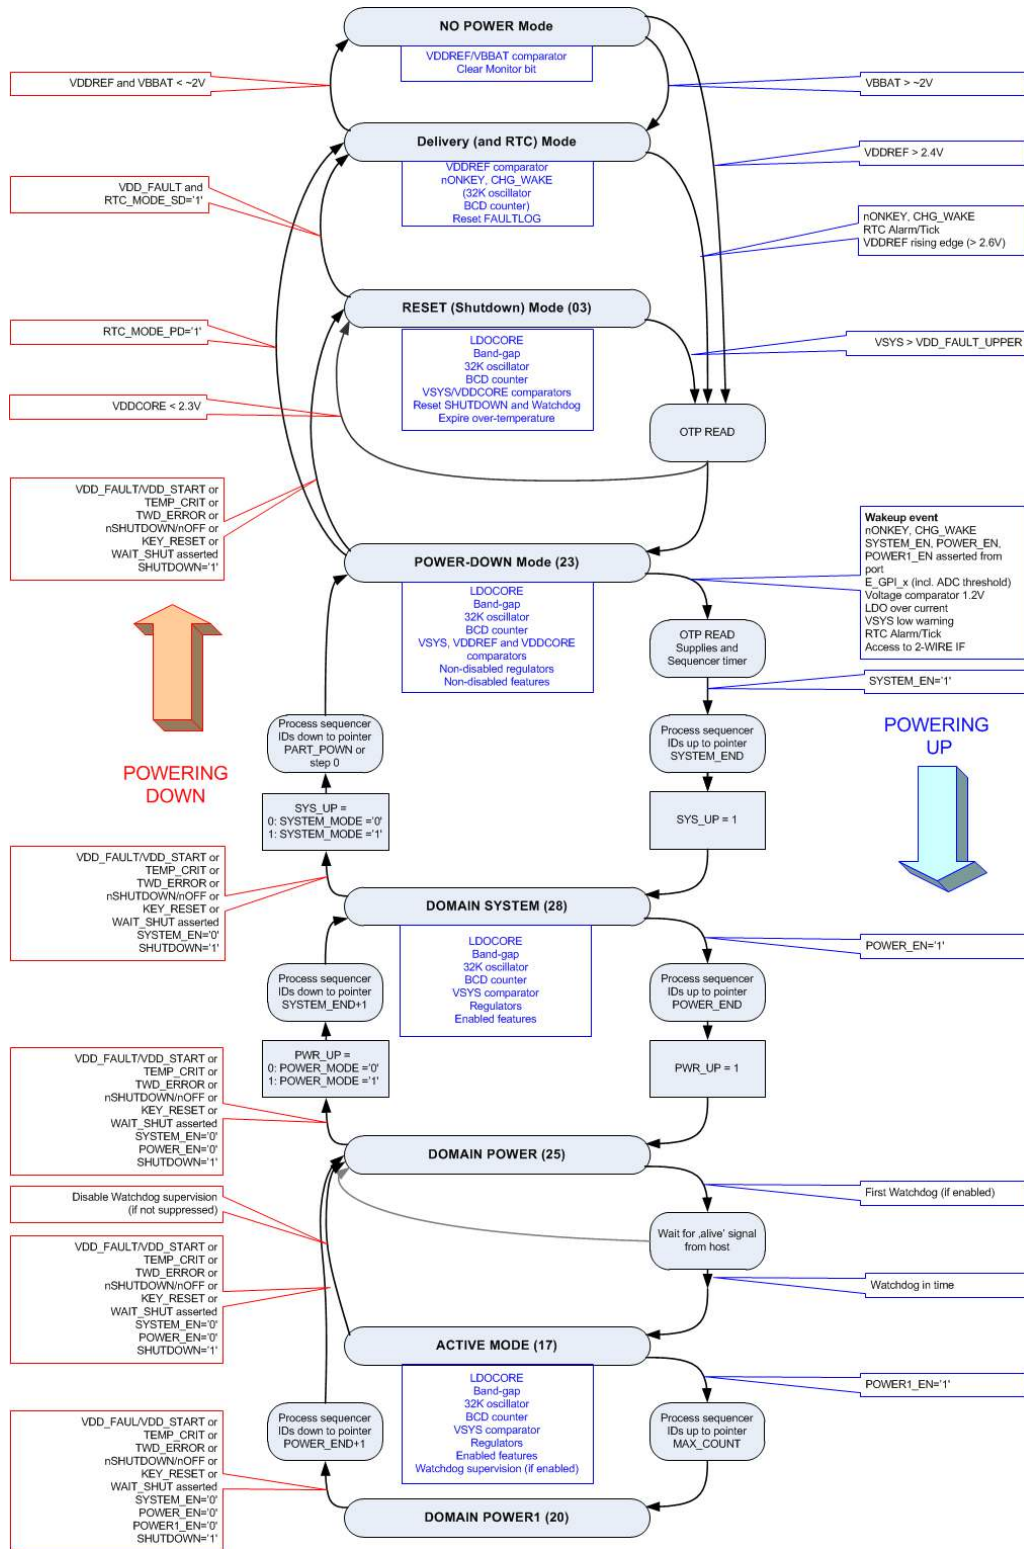 NO POWER Mode
VDDREF/VBBAT comparator
Clear Monitor bit
VDDREF and VBBAT < ~2V
VBBAT > ~2V
Delivery (and RTC) Mode
VDDREF comparator
nONKEY, CHG_WAKE
(32K oscillator
BCD counter)
Reset FAULTLOG
VDDREF > 2.4V
VDD_FAULT and
RTC_MODE_SD='1'
nONKEY, CHG_WAKE
RTC Alarm/Tick
VDDREF rising edge (> 2.6V)
RESET (Shutdown) Mode (03)
LDOCORE
Band-gap
32K oscillator
BCD counter
VSYS/VDDCORE comparators
Reset SHUTDOWN and Watchdog
Expire over-temperature
RTC_MODE_PD='1'
VSYS > VDD_FAULT_UPPER
VDDCORE < 2.3V
OTP READ
VDD_FAULT/VDD_START or
TEMP_CRIT or
TWD_ERROR or
nSHUTDOWN/nOFF or
KEY_RESET or
WAIT_SHUT asserted
SHUTDOWN='1'
Wakeup event
nONKEY, CHG_WAKE
SYSTEM_EN, POWER_EN,
POWER1_EN asserted from
port
E_GPI_x (incl. ADC threshold)
Voltage comparator 1.2V
LDO over current
VSYS low warning
RTC Alarm/Tick
Access to 2-WIRE IF
POWER-DOWN Mode (23)
LDOCORE
Band-gap
32K oscillator
BCD counter
VSYS, VDDREF and VDDCORE
comparators
Non-disabled regulators
Non-disabled features
OTP READ
Supplies and
Sequencer timer
SYSTEM_EN='1'
Process sequencer
IDs down to pointer
PART_POWN or
step 0
Process sequencer
IDs up to pointer
SYSTEM_END
POWERING
DOWN
POWERING
UP
SYS_UP =
0: SYSTEM_MODE ='0'
1: SYSTEM_MODE ='1'
SYS_UP = 1
VDD_FAULT/VDD_START or
TEMP_CRIT or
TWD_ERROR or
nSHUTDOWN/nOFF or
KEY_RESET or
WAIT_SHUT asserted
SYSTEM_EN='0'
SHUTDOWN='1'
DOMAIN SYSTEM (28)
LDOCORE
Band-gap
32K oscillator
BCD counter
VSYS comparator
Regulators
Enabled features
POWER_EN='1'
Process sequencer
IDs down to pointer
SYSTEM_END+1
Process sequencer
IDs up to pointer
POWER_END
PWR_UP =
0: POWER_MODE ='0'
1: POWER_MODE ='1'
PWR_UP = 1
VDD_FAULT/VDD_START or
TEMP_CRIT or
TWD_ERROR or
nSHUTDOWN/nOFF or
KEY_RESET or
WAIT_SHUT asserted
SYSTEM_EN='0'
POWER_EN='0'
SHUTDOWN='1'
DOMAIN POWER (25)
Disable Watchdog supervision
(if not suppressed)
First Watchdog (if enabled)
Wait for ‚alive' signal
from host
VDD_FAULT/VDD_START or
TEMP_CRIT or
TWD_ERROR or
nSHUTDOWN/nOFF or
KEY_RESET or
WAIT_SHUT asserted
SYSTEM_EN='0'
POWER_EN='0'
SHUTDOWN='1'
Watchdog in time
ACTIVE MODE (17)
LDOCORE
Band-gap
32K oscillator
BCD counter
VSYS comparator
Regulators
Enabled features
Watchdog supervision (if enabled)
POWER1_EN='1'
Process sequencer
IDs down to pointer
POWER_END+1
Process sequencer
IDs up to pointer
MAX_COUNT
VDD_FAUL/VDD_START or
TEMP_CRIT or
TWD_ERROR or
nSHUTDOWN/nOFF or
KEY_RESET or
WAIT_SHUT asserted
SYSTEM_EN='0'
POWER_EN='0'
POWER1_EN='0'
SHUTDOWN='1'
DOMAIN POWER1 (20)